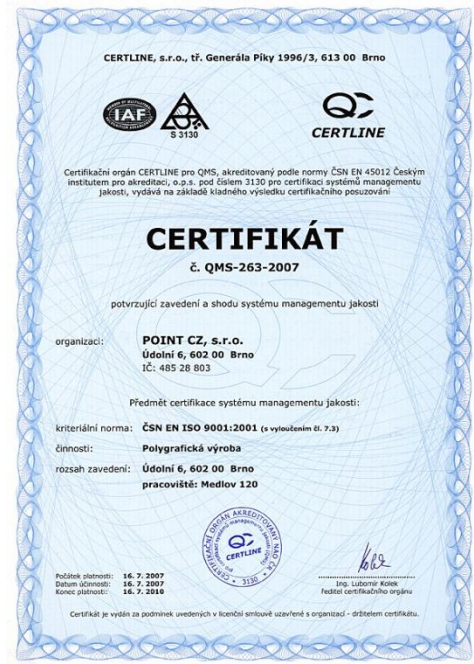 CERTLINE, s.r.o., tř. Generála Píky 1996/3, 613 00 Brno
IAF
S 3130
QC
CERTLINE
Certifikační orgán CERTLINE pro QMS, akreditovaný podle normy ČSN EN 45012 Českým
institutem pro akreditaci, o.p.s. pod číslem 3130 pro certifikaci systémů managementu
jakosti, vydává na základě kladného výsledku certifikačního posuzování
CERTIFIKÁT
č. QMS-263-2007
potvrzující zavedení a shodu systému managementu jakosti
organizaci: POINT CZ, s.r.o.
Údolní 6, 602 00 Brno
IČ: 485 28 803
Předmět certifikace systému managementu jakosti:
kriteriální norma: ČSN EN ISO 9001:2001 (s vyloučením čl. 7.3)
činnosti: Polygrafická výroba
rozsah zavedení: Údolní 6, 602 00 Brno
pracoviště: Medlov 120
CERTIFIKAČNÍ ORGÁN AKREDITOVANÝ NAO ČR
CERTLINE
3130
Počátek platnosti: 16. 7. 2007
Datum účinnosti: 16. 7. 2007
Konec platnosti: 16. 7. 2010
Ing. Lubomír Kolek
ředitel certifikačního orgánu
Certifikát je vydán za podmínek uvedených v licenční smlouvě uzavřené s organizací - držitelem certifikátu.